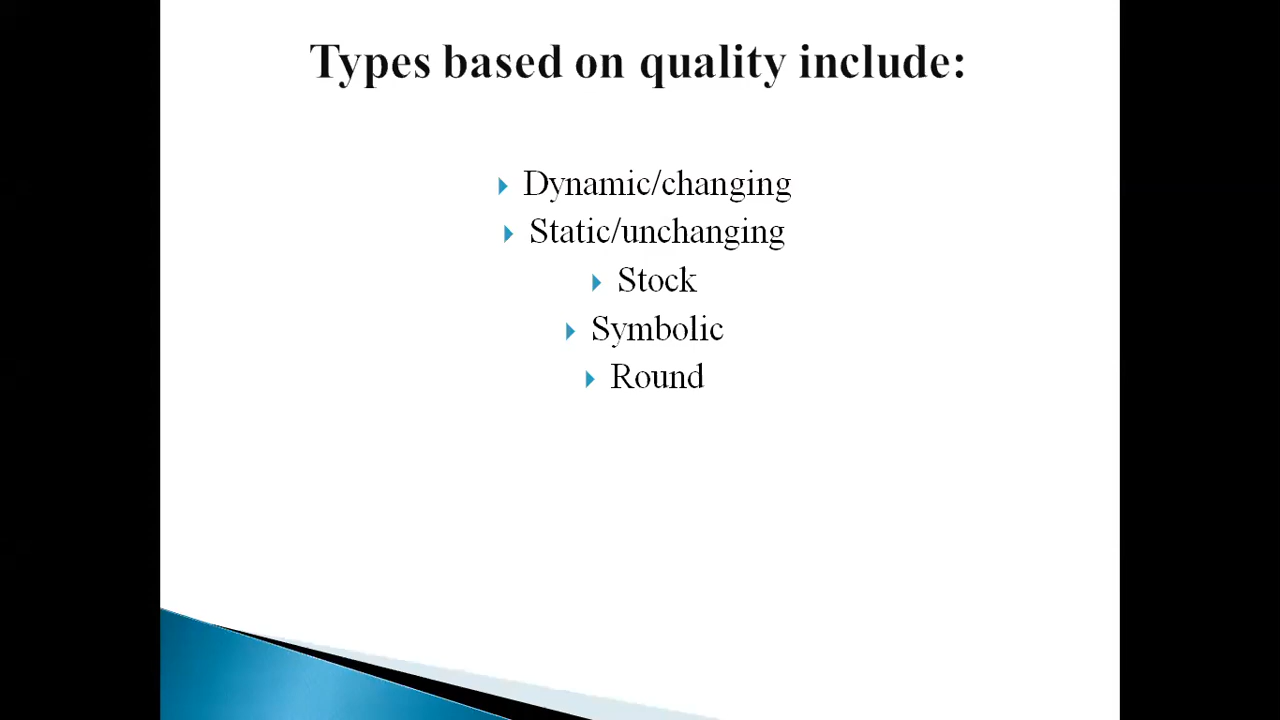 Types based on quality include:
Dynamic/changing
Static/unchanging
Stock
Symbolic
Round